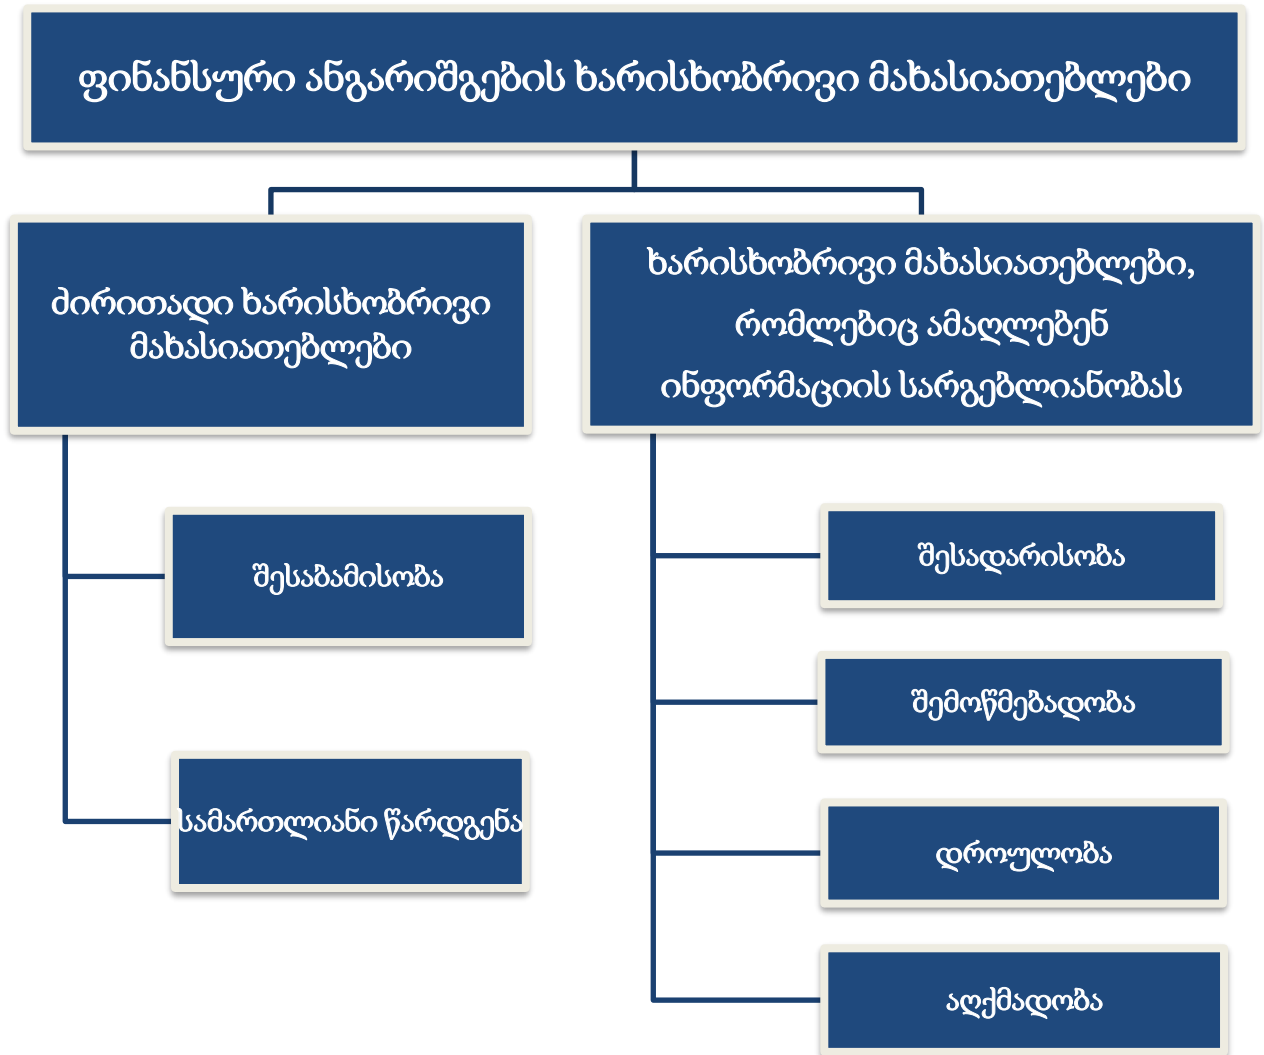 ფინანსური ანგარიშგების ხარისხობრივი მახასიათებლები
ძირითადი ხარისხობრივი
მახასიათებლები
შესაბამისობა
სამართლიანი წარდგენა
ხარისხობრივი მახასიათებლები,
რომლებიც ამაღლებენ
ინფორმაციის სარგებლიანობას
შესადარისობა
შემოწმებადობა
დროულობა
აღქმადობა